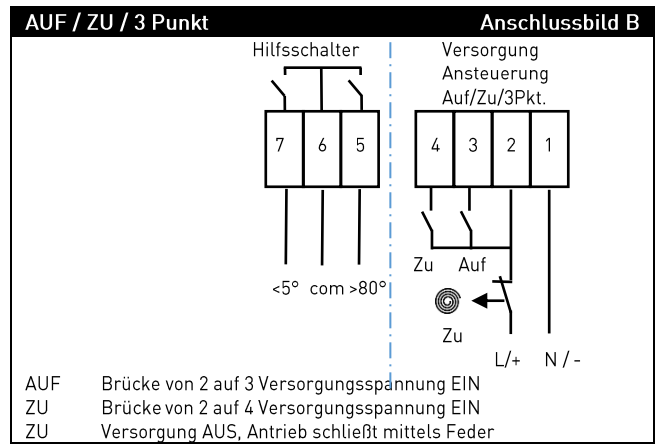 AUF / ZU / 3 Punkt Anschlussbild B
Hilfsschalter
Versorgung
Ansteuerung
Auf/Zu/3Pkt.
7 6 5 4 3 2 1
Zu Auf
<5° com >80°
Zu
L/+ N / -
AUF Brücke von 2 auf 3 Versorgungsspannung EIN
ZU Brücke von 2 auf 4 Versorgungsspannung EIN
ZU Versorgung AUS, Antrieb schließt mittels Feder